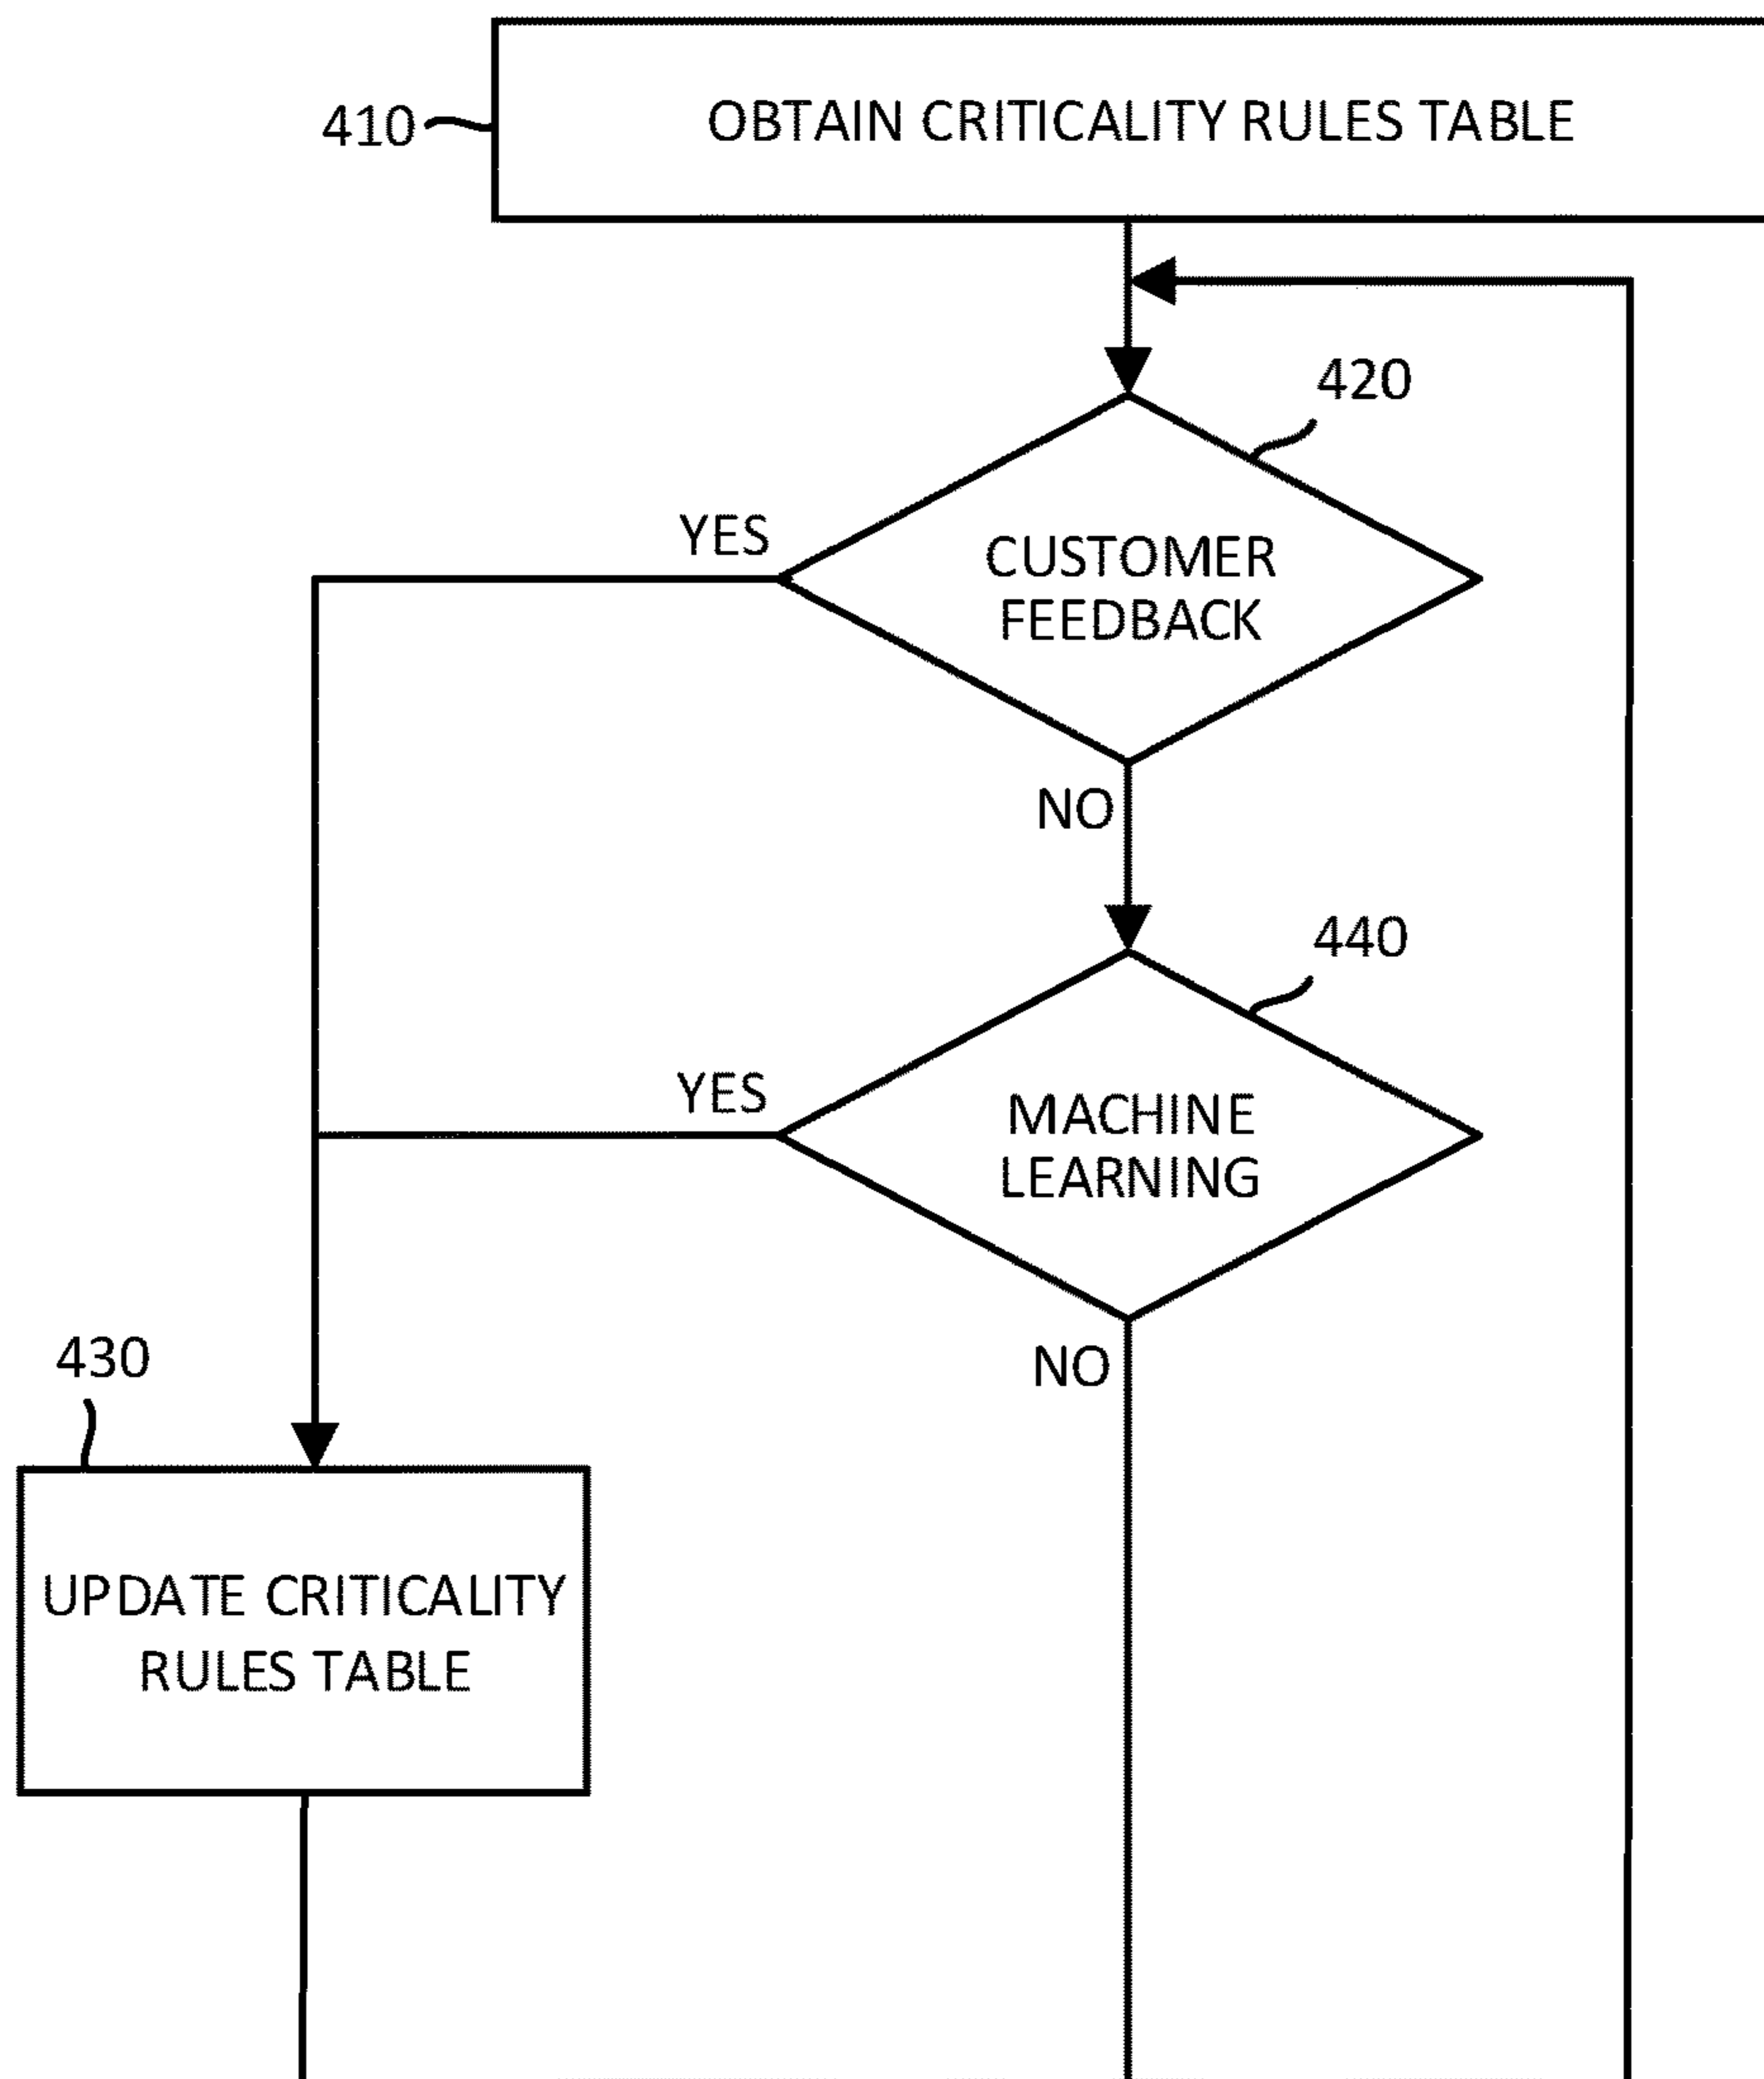 410
OBTAIN CRITICALITY RULES TABLE
420
YES
CUSTOMER
FEEDBACK
NO
440
YES
MACHINE
LEARNING
NO
430
UPDATE CRITICALITY
RULES TABLE